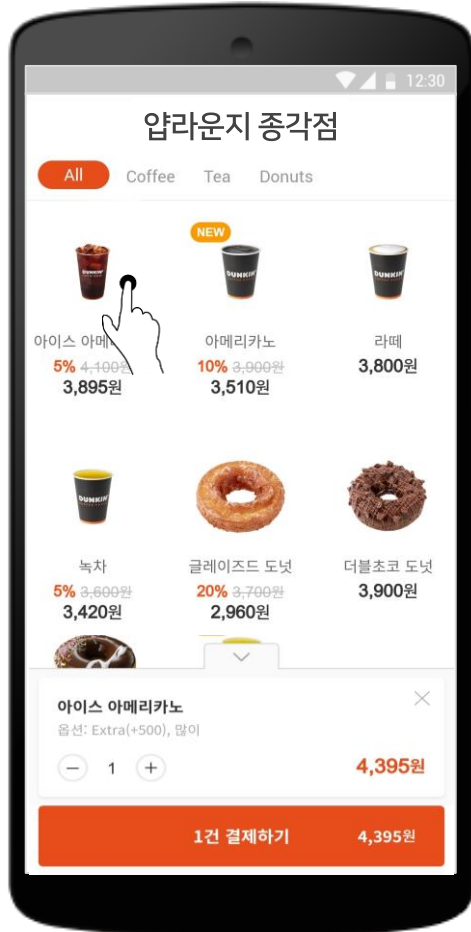 12:30
얍라운지 종각점
All Coffee Tea Donuts
NEW
DUNKIN'
DUNKIN'
DUNKIN'
아이스 아메 아메리카노 라떼
5% 4,100원 10% 3,900원 3,800원
3,895원 3,510원
DUNKIN'
녹차 글레이즈드 도넛 더블초코 도넛
5% 3,600원 20% 3,700원 3,900원
3,420원 2,960원
아이스 아메리카노
옵션: Extra(+500), 많이
1 4,395원
1건 결제하기 4,395원